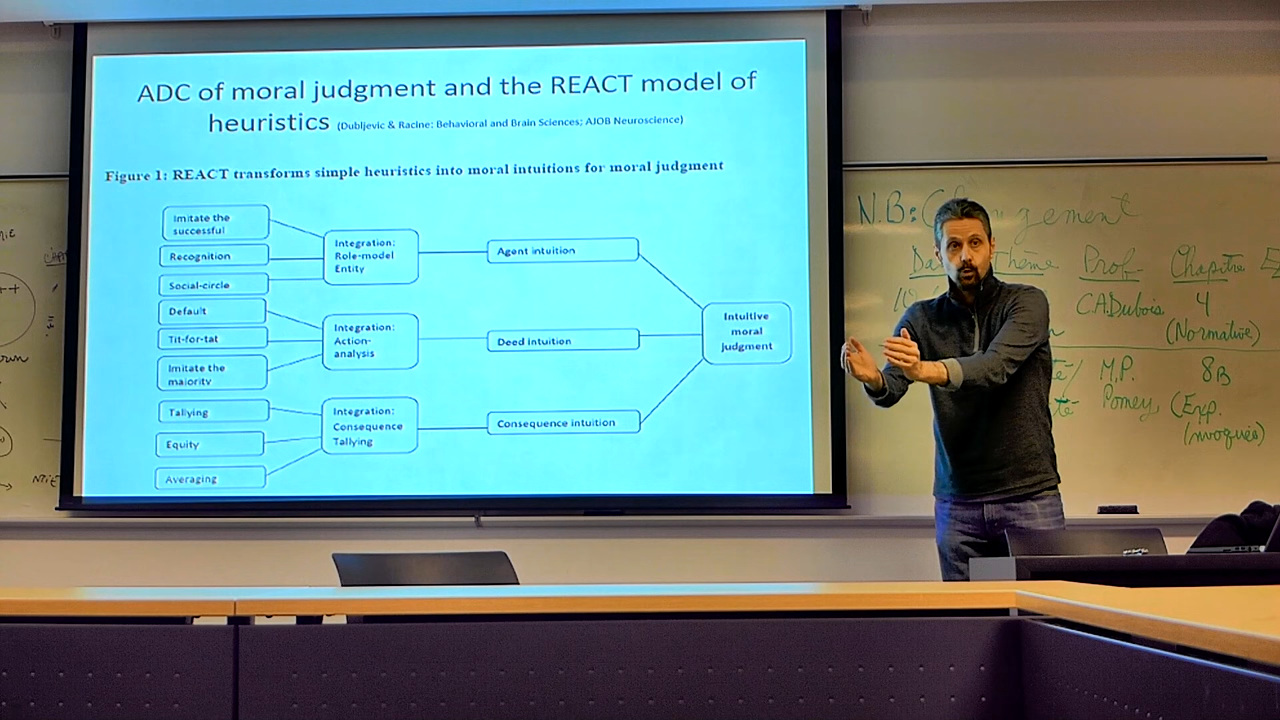 ADC of moral judgment and the REACT model of
heuristics (Dubljevic & Racine: Behavioral and Brain Sciences; AJOB Neuroscience)
Figure 1: REACT transforms simple heuristics into moral intuitions for moral judgment
Imitate the
successful
Recognition
Social-circle
Default
Tit-for-tat
Imitate the
majority
Tallying
Equity
Averaging
Integration:
Role-model
Entity
Integration:
Action-
analysis
Integration:
Consequence
Tallying
Agent intuition
Deed intuition
Consequence intuition
Intuitive
moral
judgment
N.B:
Thème Prof Chapitre
C.A.Dubois 4
(Normative)
M.P. 8B
Pomey (Exp.
invoqués)